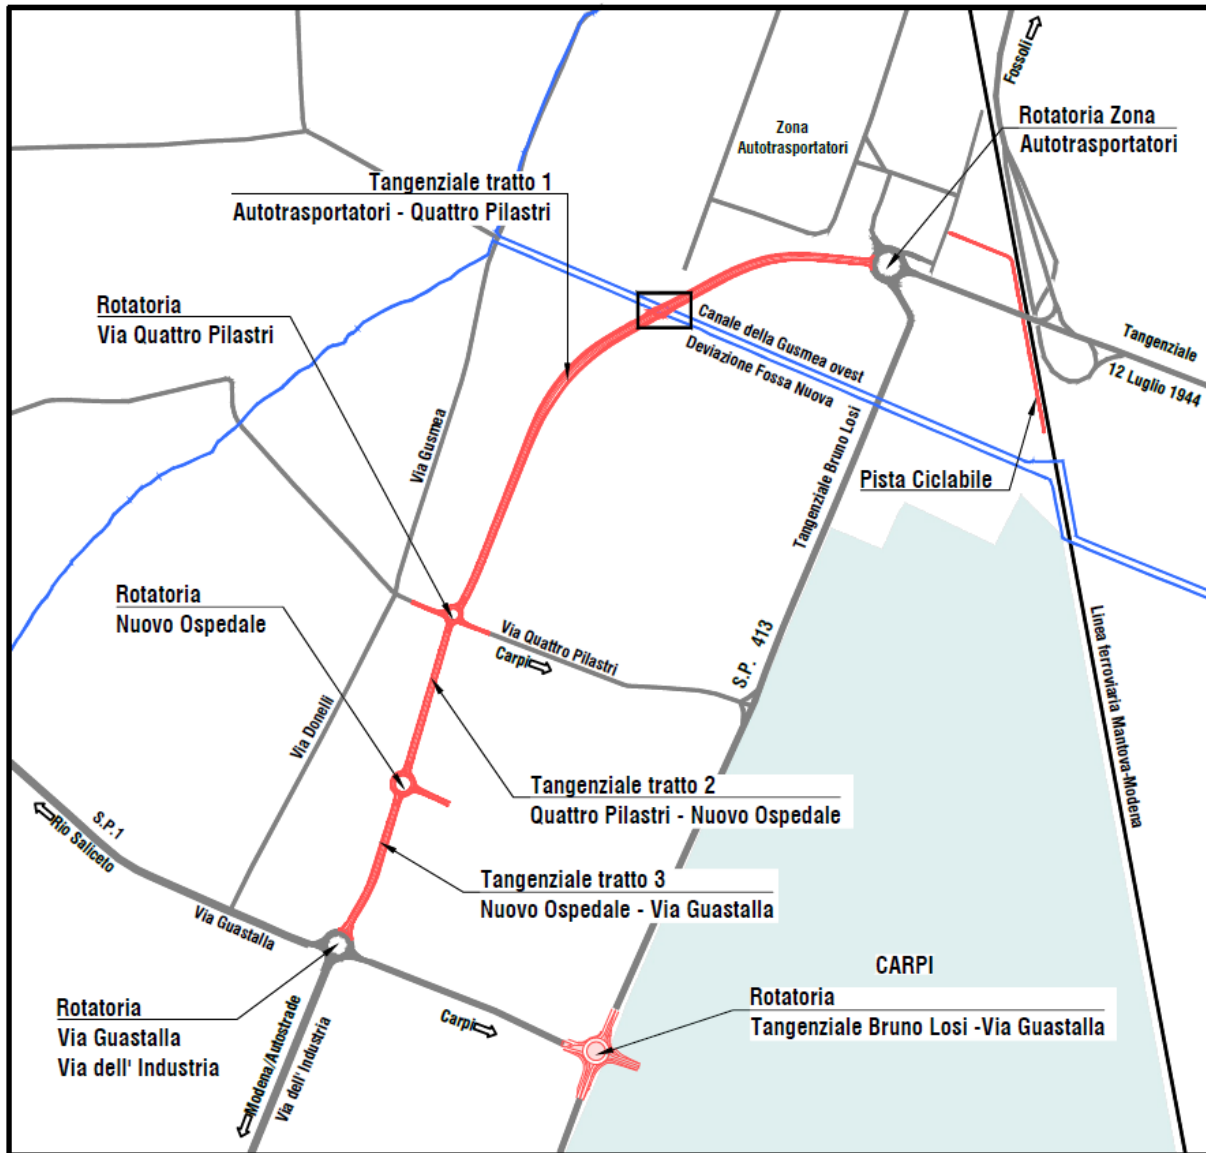 Fossoli
Rotatoria Zona
Autotrasportatori
Zona
Autotrasportatori
Tangenziale tratto 1
Autotrasportatori - Quattro Pilastri
Rotatoria
Via Quattro Pilastri
Canale della Gusmea ovest
Deviazione Fossa Nuova
Tangenziale
12 Luglio 1944
Via Gusmea
Tangenziale Bruno Losi
Pista Ciclabile
Rotatoria
Nuovo Ospedale
Via Quattro Pilastri
Carpi
S.P. 413
Linea ferroviaria Mantova-Modena
Via Donelli
Tangenziale tratto 2
Quattro Pilastri - Nuovo Ospedale
S.P.1
Rio Saliceto
Tangenziale tratto 3
Nuovo Ospedale - Via Guastalla
Via Guastalla
CARPI
Rotatoria
Via Guastalla
Via dell' Industria
Modena/Autostrade
Via dell' Industria
Carpi
Rotatoria
Tangenziale Bruno Losi -Via Guastalla